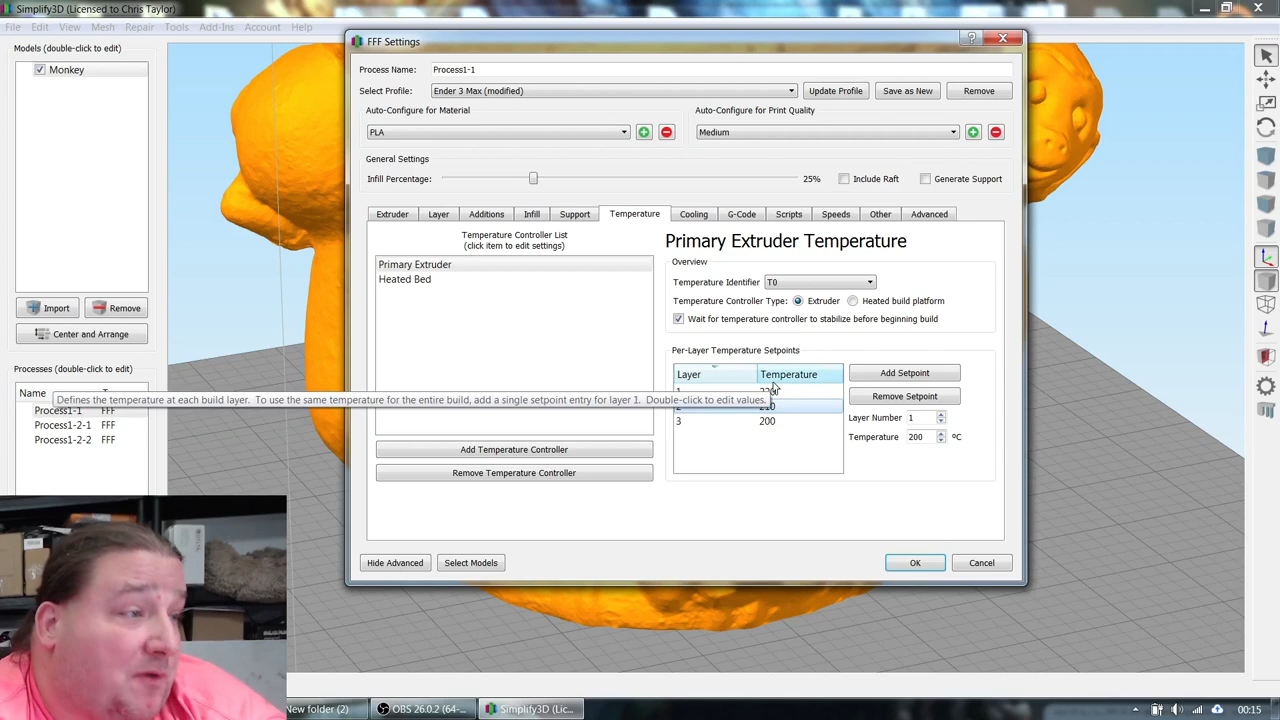 Simplify3D (Licensed to Chris Taylor)
File Edit View Mesh Repair Tools Add-Ins Account Help
Models (double-click to edit)
Monkey
Import Remove
Center and Arrange
Processes (double-click to edit)
Name
Process1-1 FFF
Process1-2-1 FFF
Process1-2-2 FFF
FFF Settings
Process Name: Process1-1
Select Profile: Ender 3 Max (modified) Update Profile Save as New Remove
Auto-Configure for Material Auto-Configure for Print Quality
PLA Medium
General Settings
Infill Percentage: 25% Include Raft Generate Support
Extruder Layer Additions Infill Support Temperature Cooling G-Code Scripts Speeds Other Advanced
Temperature Controller List
(click item to edit settings)
Primary Extruder
Heated Bed
Add Temperature Controller
Remove Temperature Controller
Primary Extruder Temperature
Overview
Temperature Identifier T0
Temperature Controller Type: Extruder Heated build platform
Wait for temperature controller to stabilize before beginning build
Per-Layer Temperature Setpoints
Layer Temperature
2 210
3 200
Add Setpoint
Remove Setpoint
Layer Number 1
Temperature 200 ºC
Defines the temperature at each build layer. To use the same temperature for the entire build, add a single setpoint entry for layer 1. Double-click to edit values.
Hide Advanced Select Models OK Cancel
New folder (2) OBS 26.0.2 (64-... Simplify3D (Lic... 00:15